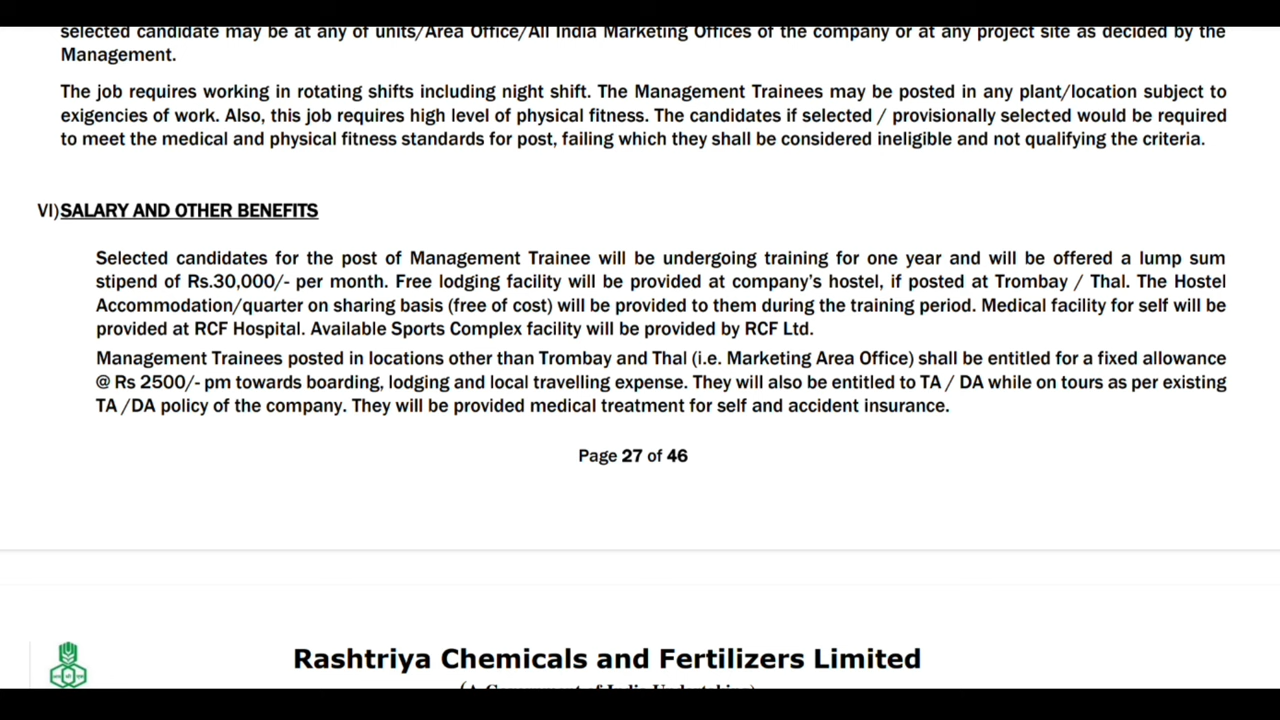 selected candidate may be at any of units/Area Office/All India Marketing Offices of the company or at any project site as decided by the
Management.
The job requires working in rotating shifts including night shift. The Management Trainees may be posted in any plant/location subject to
exigencies of work. Also, this job requires high level of physical fitness. The candidates if selected / provisionally selected would be required
to meet the medical and physical fitness standards for post, failing which they shall be considered ineligible and not qualifying the criteria.
VI) SALARY AND OTHER BENEFITS
Selected candidates for the post of Management Trainee will be undergoing training for one year and will be offered a lump sum
stipend of Rs.30,000/- per month. Free lodging facility will be provided at company's hostel, if posted at Trombay / Thal. The Hostel
Accommodation/quarter on sharing basis (free of cost) will be provided to them during the training period. Medical facility for self will be
provided at RCF Hospital. Available Sports Complex facility will be provided by RCF Ltd.
Management Trainees posted in locations other than Trombay and Thal (i.e. Marketing Area Office) shall be entitled for a fixed allowance
@ Rs 2500/- pm towards boarding, lodging and local travelling expense. They will also be entitled to TA / DA while on tours as per existing
TA /DA policy of the company. They will be provided medical treatment for self and accident insurance.
Page 27 of 46
Rashtriya Chemicals and Fertilizers Limited
(A Government of India Undertaking)